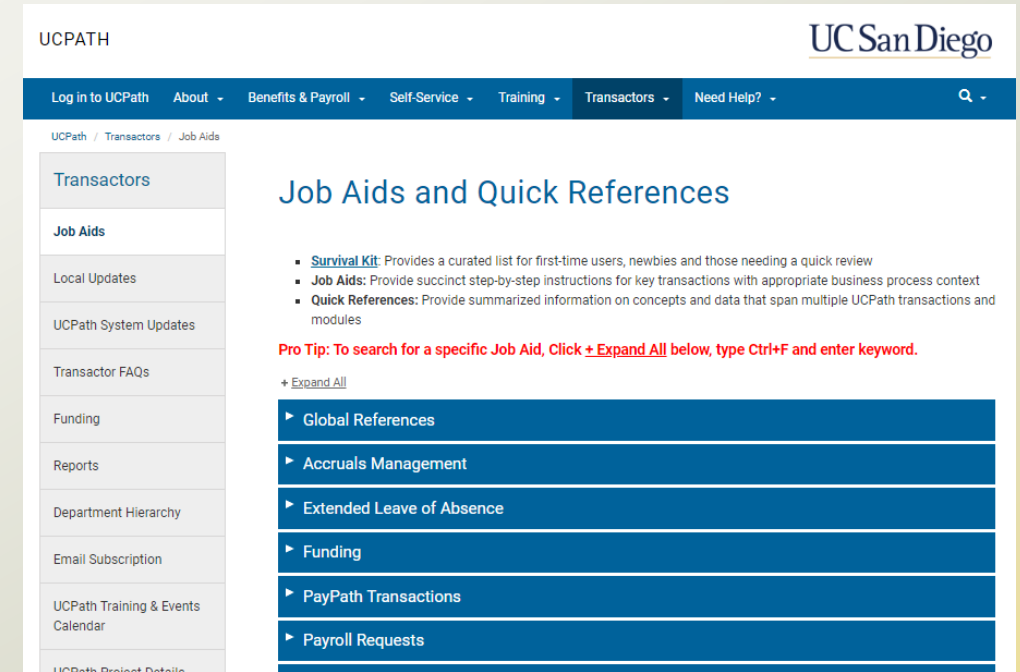 UCPATH
UC San Diego
Log in to UCPath About Benefits & Payroll Self-Service Training Transactors Need Help?
UCPath / Transactors / Job Aids
Transactors
Job Aids
Local Updates
UCPath System Updates
Transactor FAQs
Funding
Reports
Department Hierarchy
Email Subscription
UCPath Training & Events
Calendar
UCPath Project Details
Job Aids and Quick References
Survival Kit: Provides a curated list for first-time users, newbies and those needing a quick review
Job Aids: Provide succinct step-by-step instructions for key transactions with appropriate business process context
Quick References: Provide summarized information on concepts and data that span multiple UCPath transactions and
modules
Pro Tip: To search for a specific Job Aid, Click + Expand All below, type Ctrl+F and enter keyword.
+ Expand All
Global References
Accruals Management
Extended Leave of Absence
Funding
PayPath Transactions
Payroll Requests